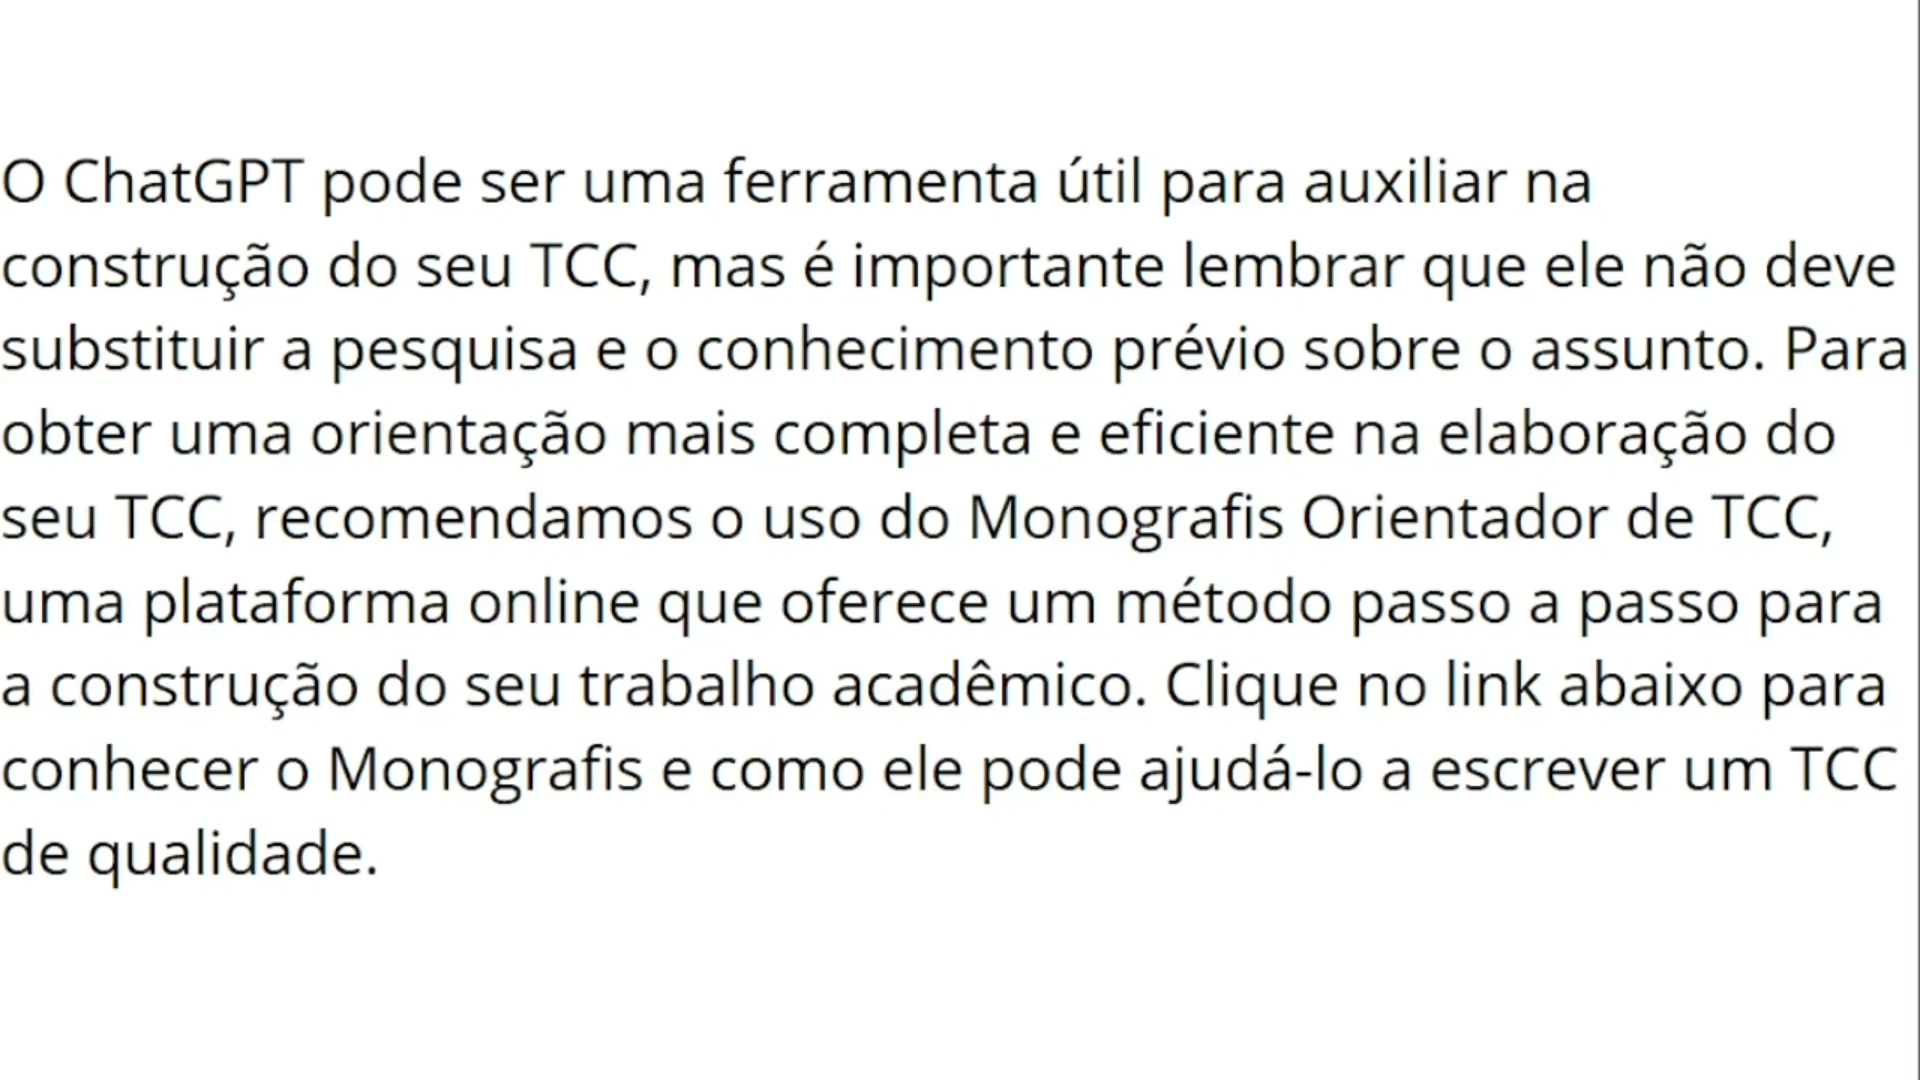 O ChatGPT pode ser uma ferramenta útil para auxiliar na
construção do seu TCC, mas é importante lembrar que ele não deve
substituir a pesquisa e o conhecimento prévio sobre o assunto. Para
obter uma orientação mais completa e eficiente na elaboração do
seu TCC, recomendamos o uso do Monografis Orientador de TCC,
uma plataforma online que oferece um método passo a passo para
a construção do seu trabalho acadêmico. Clique no link abaixo para
conhecer o Monografis e como ele pode ajudá-lo a escrever um TCC
de qualidade.